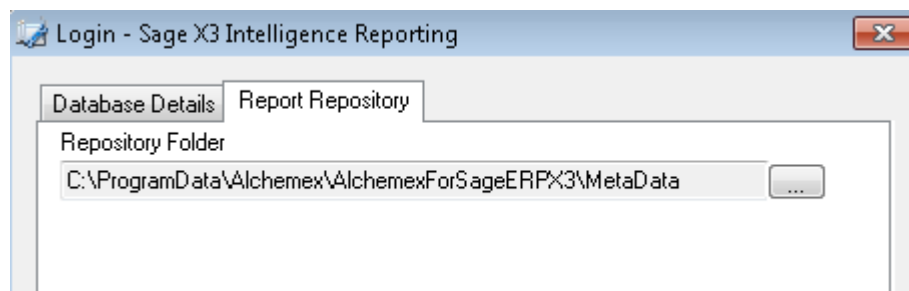 Login - Sage X3 Intelligence Reporting
Database Details Report Repository
Repository Folder
C:\ProgramData\Alchemex\AlchemexForSageERPX3\MetaData ...